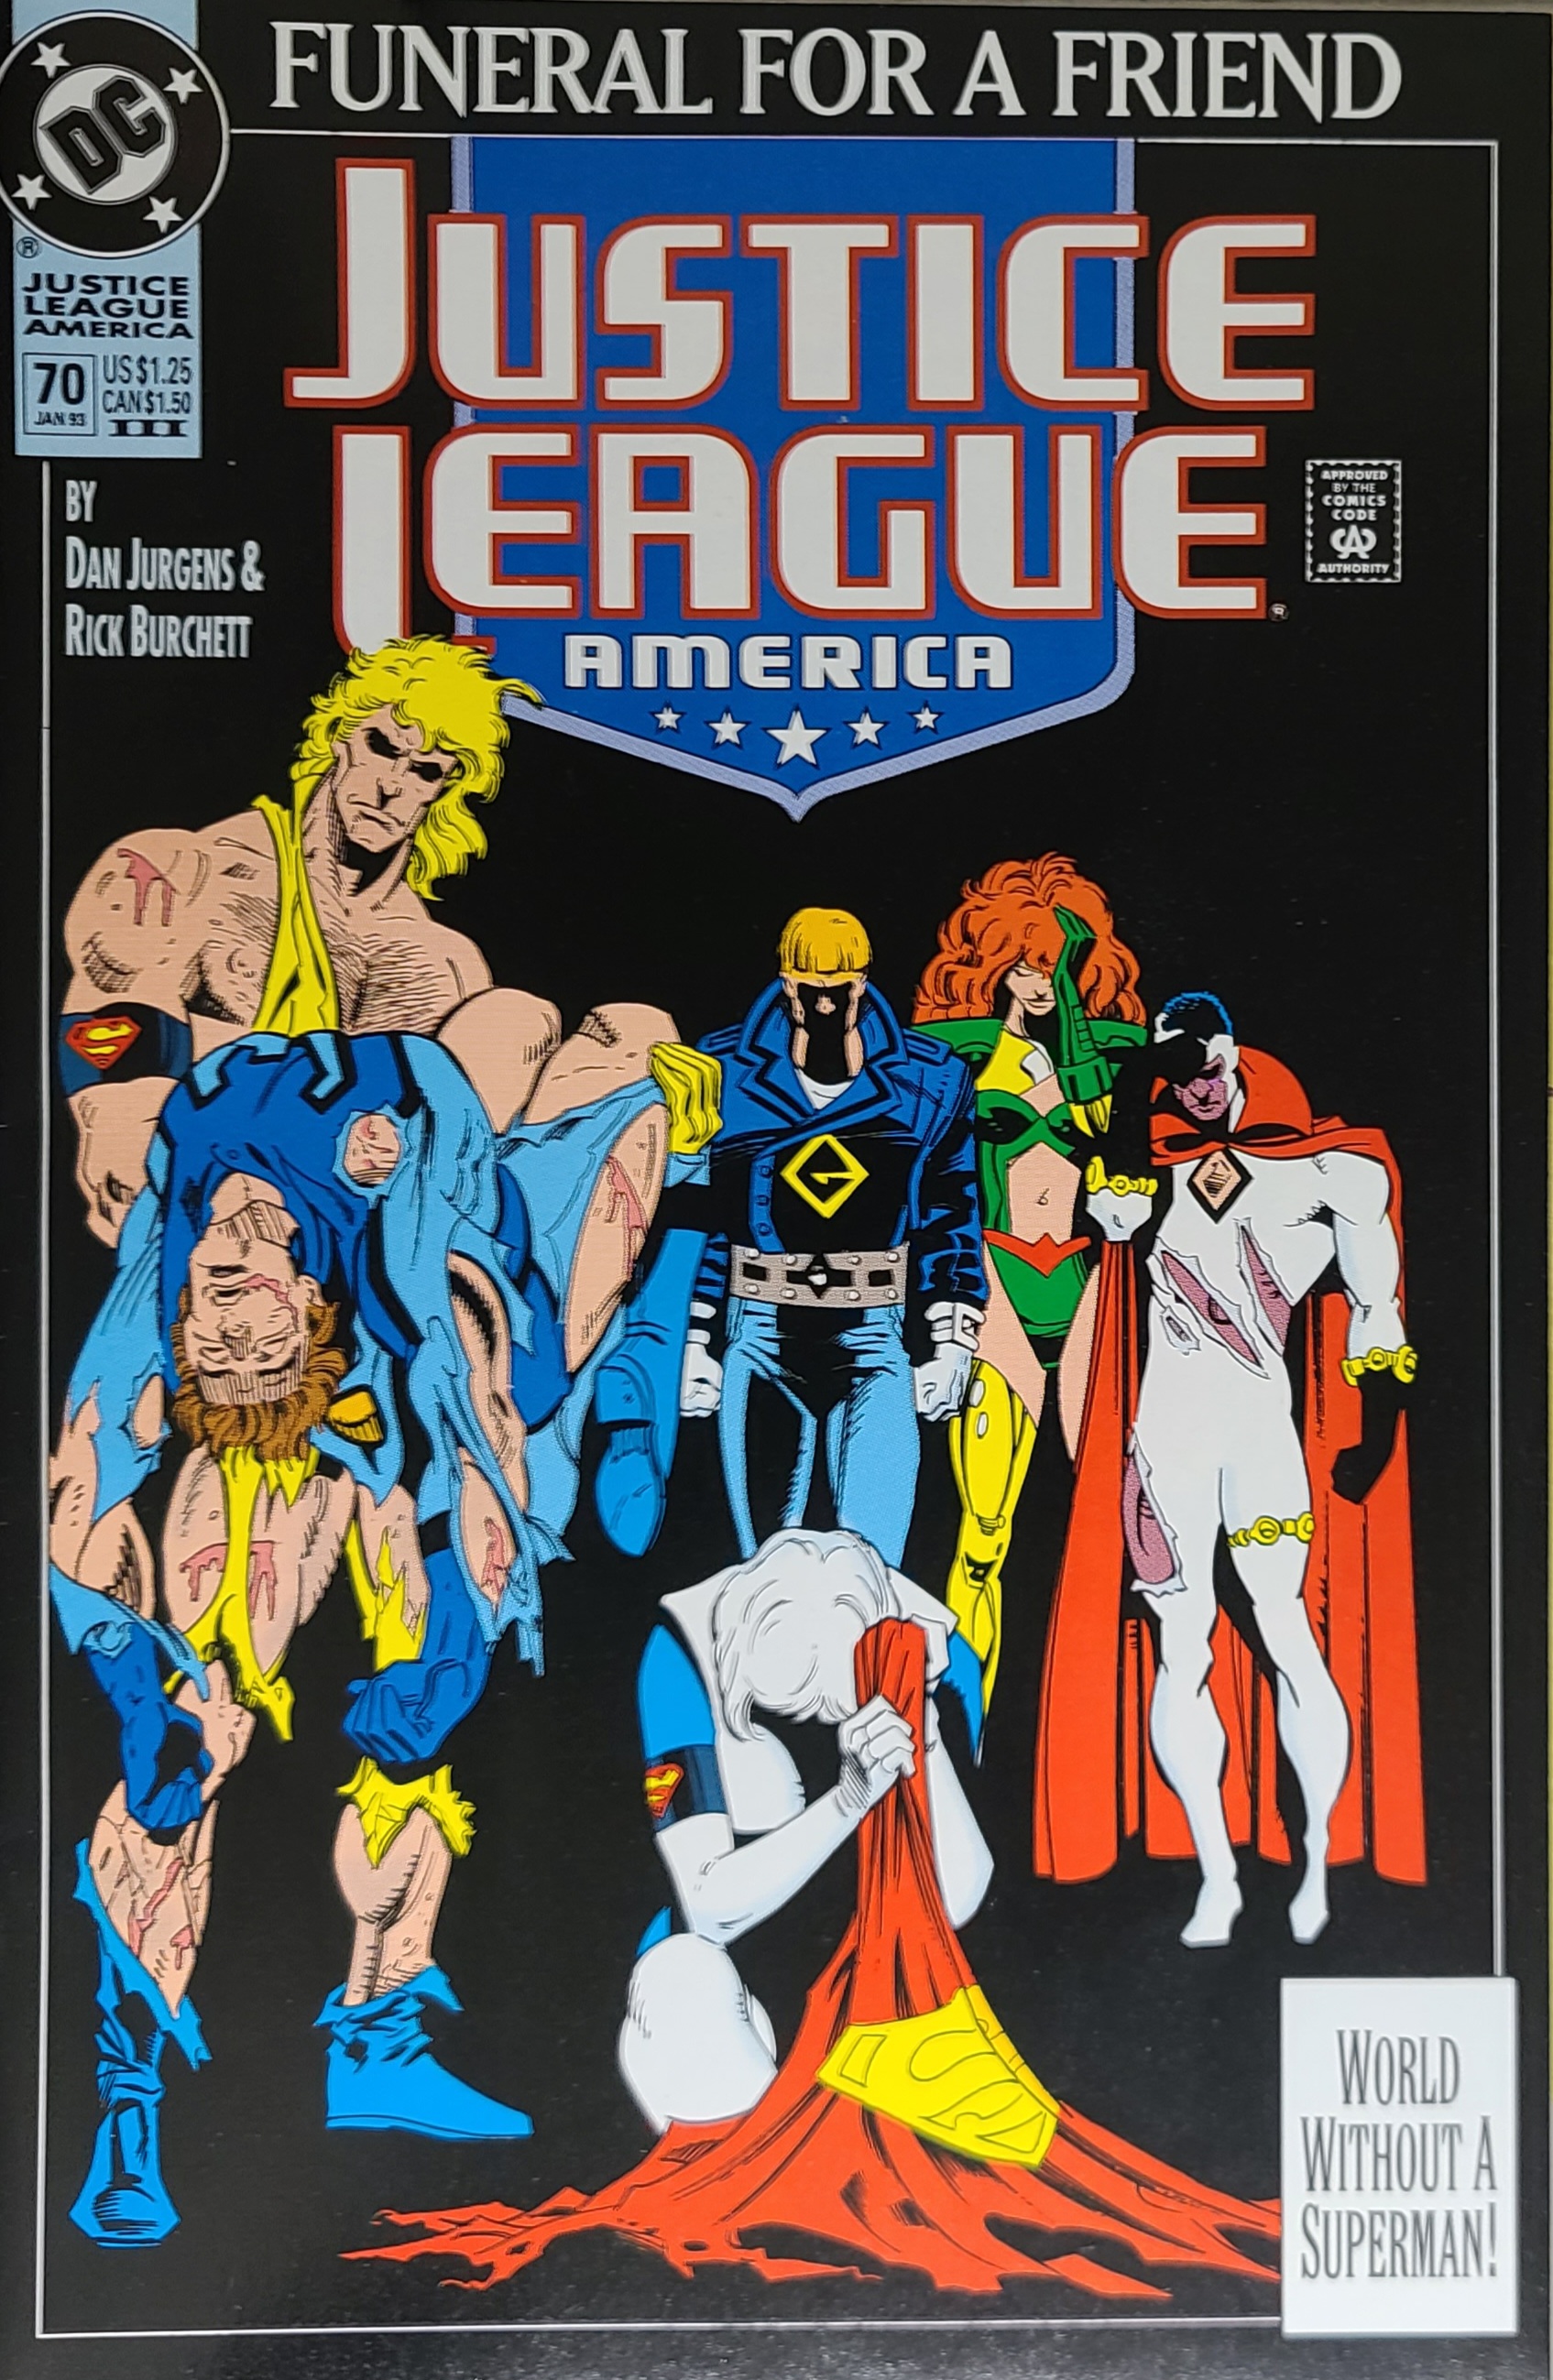 FUNERAL FOR A FRIEND
DC
®
JUSTICE
LEAGUE
AMERICA
70
JAN 93
US $1.25
CAN $1.50
III
BY
DAN JURGENS &
RICK BURCHETT
JUSTICE
LEAGUE
®
AMERICA
APPROVED
BY THE
COMICS
CODE
CA
AUTHORITY
G
S
S
S
WORLD
WITHOUT A
SUPERMAN!